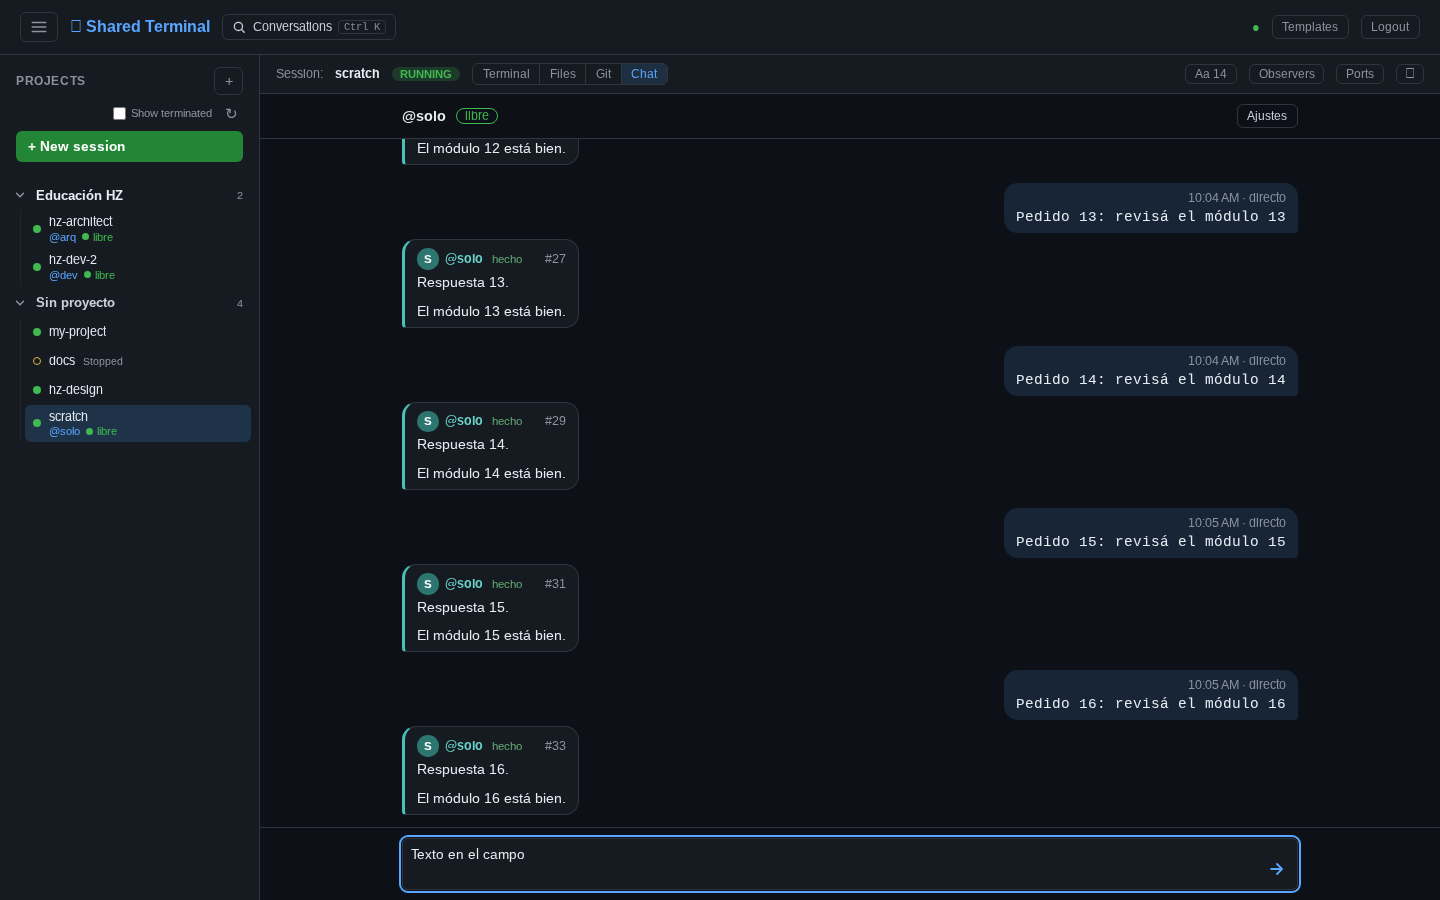 Shared Terminal
Conversations Ctrl K
Templates
Logout
PROJECTS
+
Show terminated
+ New session
Educación HZ 2
hz-architect
@arq libre
hz-dev-2
@dev libre
Sin proyecto 4
my-project
docs Stopped
hz-design
scratch
@solo libre
Session: scratch RUNNING Terminal Files Git Chat
Aa 14 Observers Ports
@solo libre
Ajustes
El módulo 12 está bien.
10:04 AM · directo
Pedido 13: revisá el módulo 13
S @solo hecho #27
Respuesta 13.
El módulo 13 está bien.
10:04 AM · directo
Pedido 14: revisá el módulo 14
S @solo hecho #29
Respuesta 14.
El módulo 14 está bien.
10:05 AM · directo
Pedido 15: revisá el módulo 15
S @solo hecho #31
Respuesta 15.
El módulo 15 está bien.
10:05 AM · directo
Pedido 16: revisá el módulo 16
S @solo hecho #33
Respuesta 16.
El módulo 16 está bien.
Texto en el campo